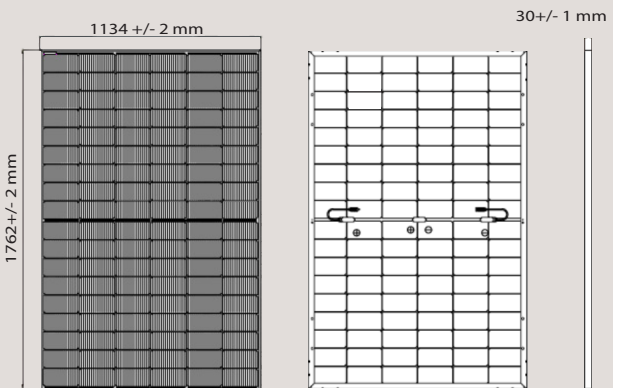 30+/- 1 mm
1134 +/- 2 mm
1762+/- 2 mm
⊕ ⊕ ⊖ ⊖